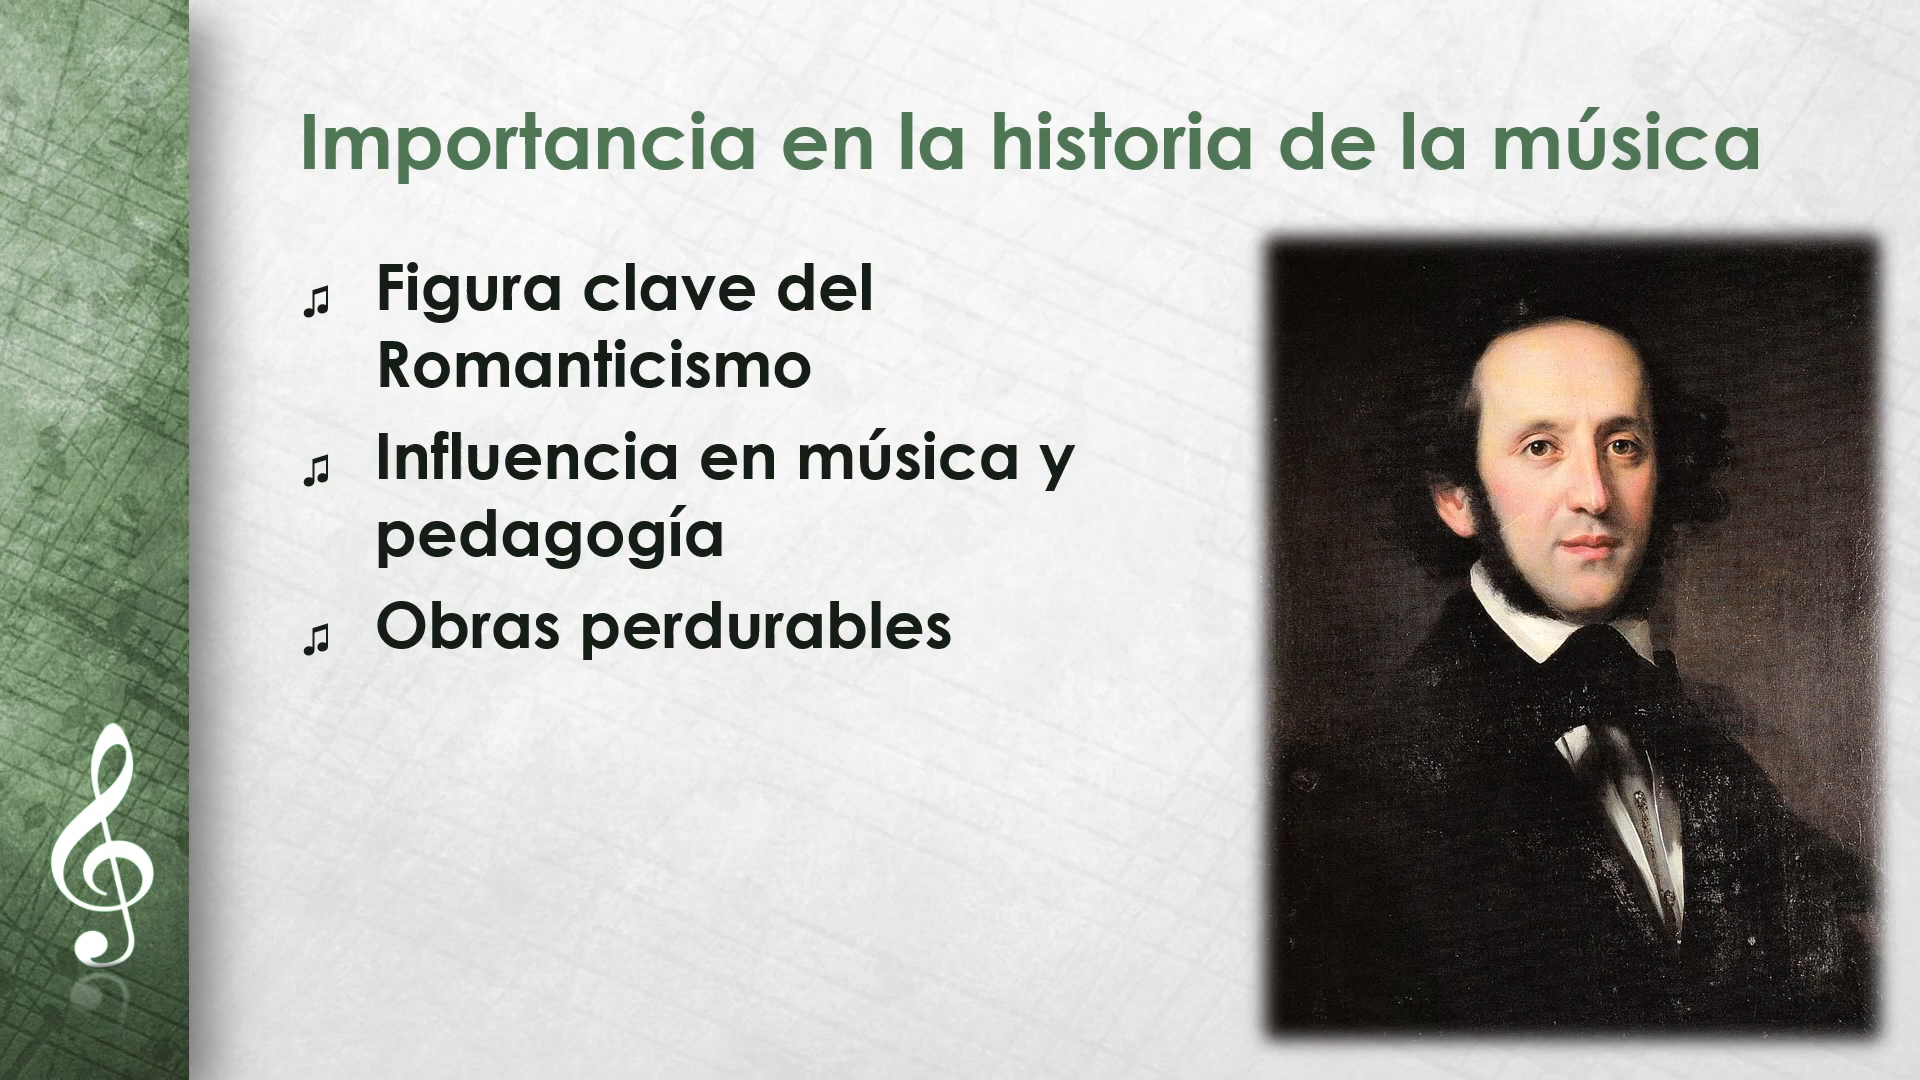 Importancia en la historia de la música
♫ Figura clave del
Romanticismo
♫ Influencia en música y
pedagogía
♫ Obras perdurables